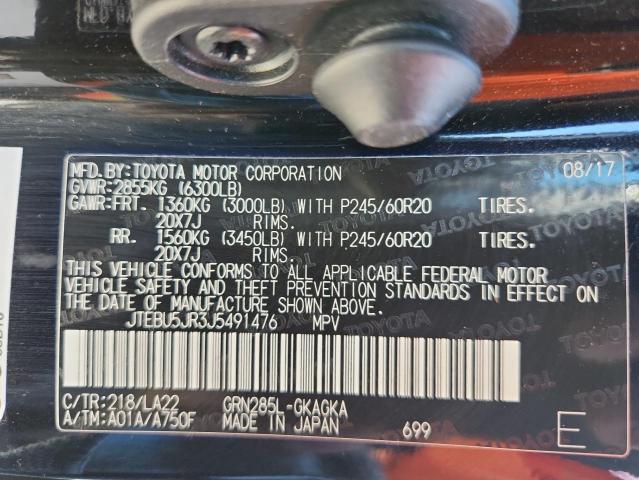 MFD.BY:TOYOTA MOTOR CORPORATION 08/17
GVWR:2855KG (6300LB)
GAWR:FRT. 1360KG (3000LB) WITH P245/60R20 TIRES.
20X7J RIMS.
RR. 1560KG (3450LB) WITH P245/60R20 TIRES.
20X7J RIMS.
THIS VEHICLE CONFORMS TO ALL APPLICABLE FEDERAL MOTOR
VEHICLE SAFETY AND THEFT PREVENTION STANDARDS IN EFFECT ON
THE DATE OF MANUFACTURE SHOWN ABOVE.
JTEBU5JR3J5491476 MPV
C/TR:218/LA22 GRN285L-GKAGKA
A/TM:A01A/A750F MADE IN JAPAN 699 E